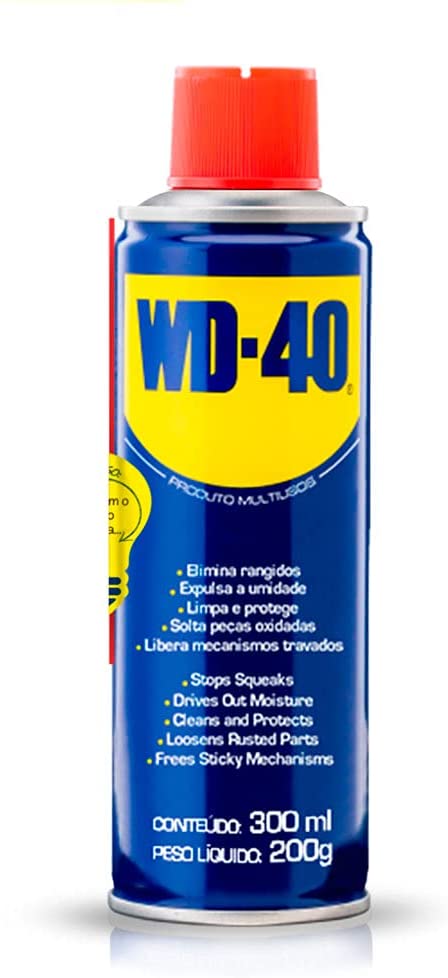 WD-40®
PRODUTO MULTIUSOS
• Elimina rangidos
• Expulsa a umidade
• Limpa e protege
• Solta peças oxidadas
• Libera mecanismos travados
• Stops Squeaks
• Drives Out Moisture
• Cleans and Protects
• Loosens Rusted Parts
• Frees Sticky Mechanisms
CONTEÚDO: 300 ml
PESO LÍQUIDO: 200g